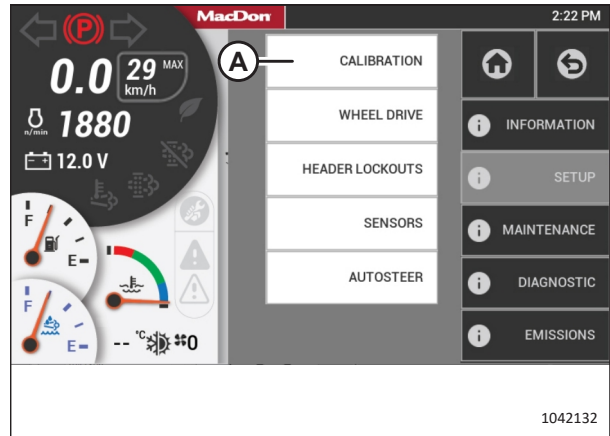 MacDon
2:22 PM
(P)
0.0 29 MAX
km/h
n/min 1880
12.0 V
F
E
F
E
-- °C 0
A
CALIBRATION
WHEEL DRIVE
HEADER LOCKOUTS
SENSORS
AUTOSTEER
i INFORMATION
i SETUP
i MAINTENANCE
i DIAGNOSTIC
i EMISSIONS
1042132